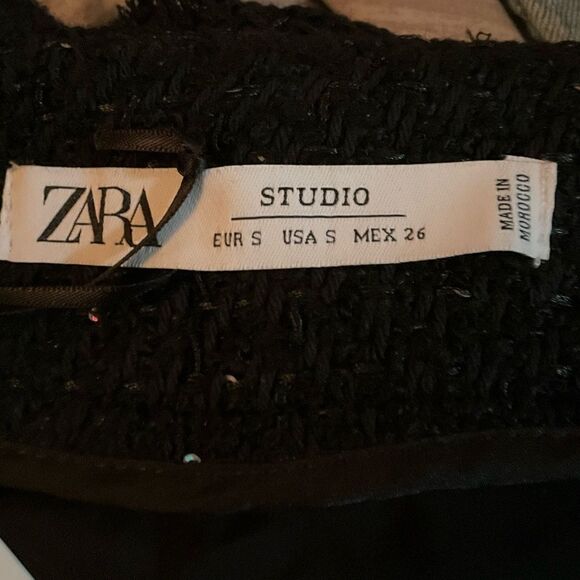 ZARA
STUDIO
EUR S USA S MEX 26
MADE IN
MOROCCO